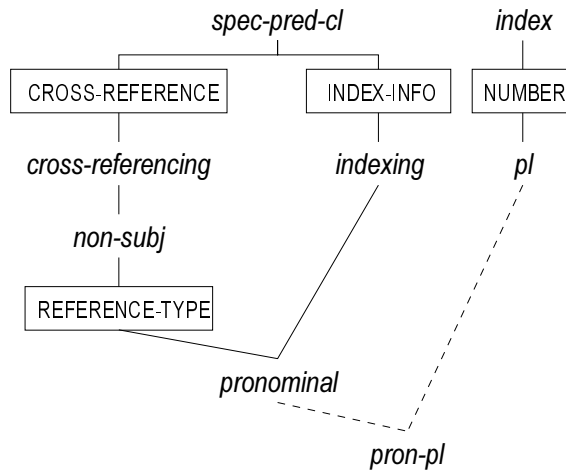 spec-pred-cl index
CROSS-REFERENCE INDEX-INFO NUMBER
cross-referencing indexing pl
non-subj
REFERENCE-TYPE
pronominal
pron-pl